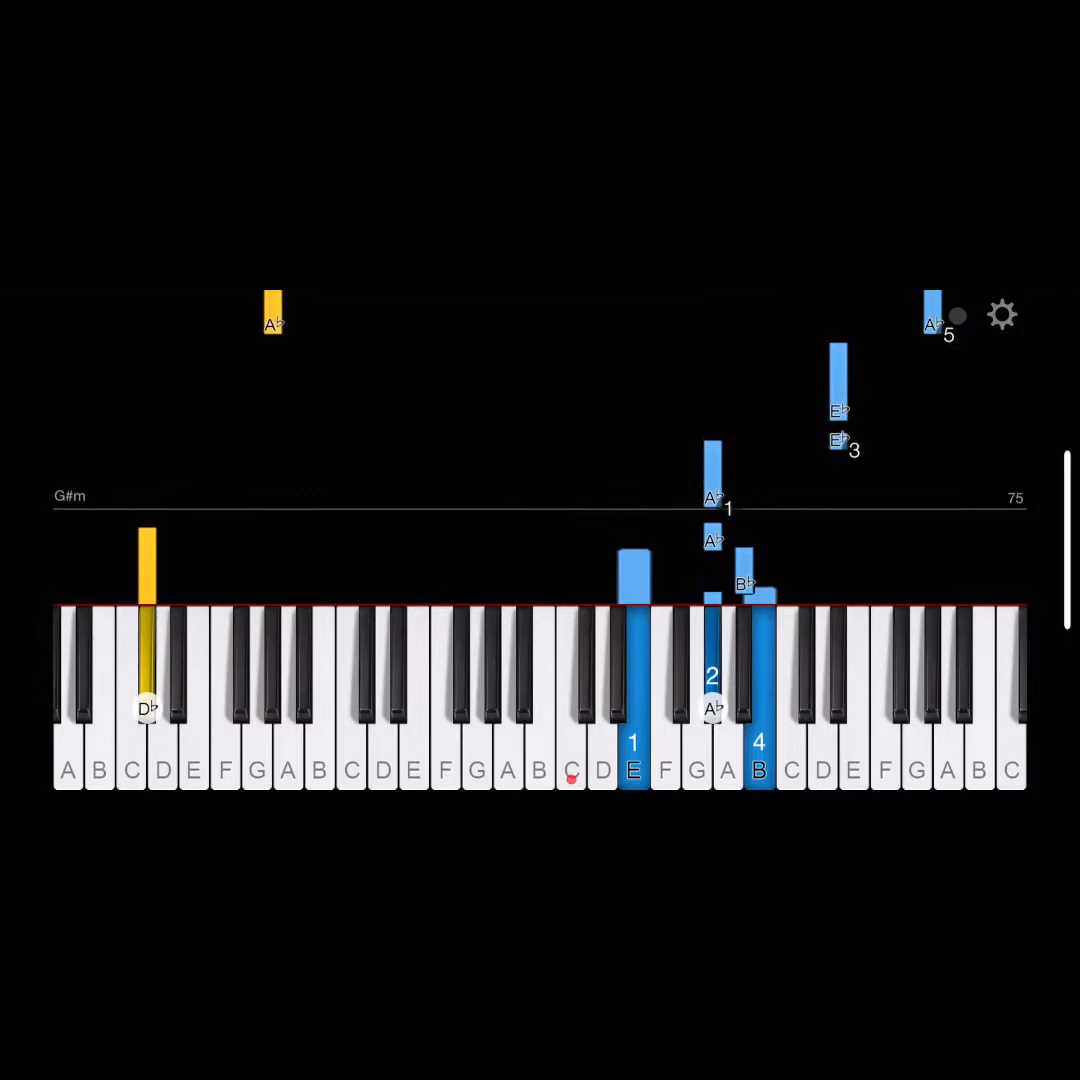 A♭ A♭ 5
E♭
E♭ 3
G#m A♭ 1 75
A♭
B♭
2
D♭ A♭
1 4
A B C D E F G A B C D E F G A B C D E F G A B C D E F G A B C